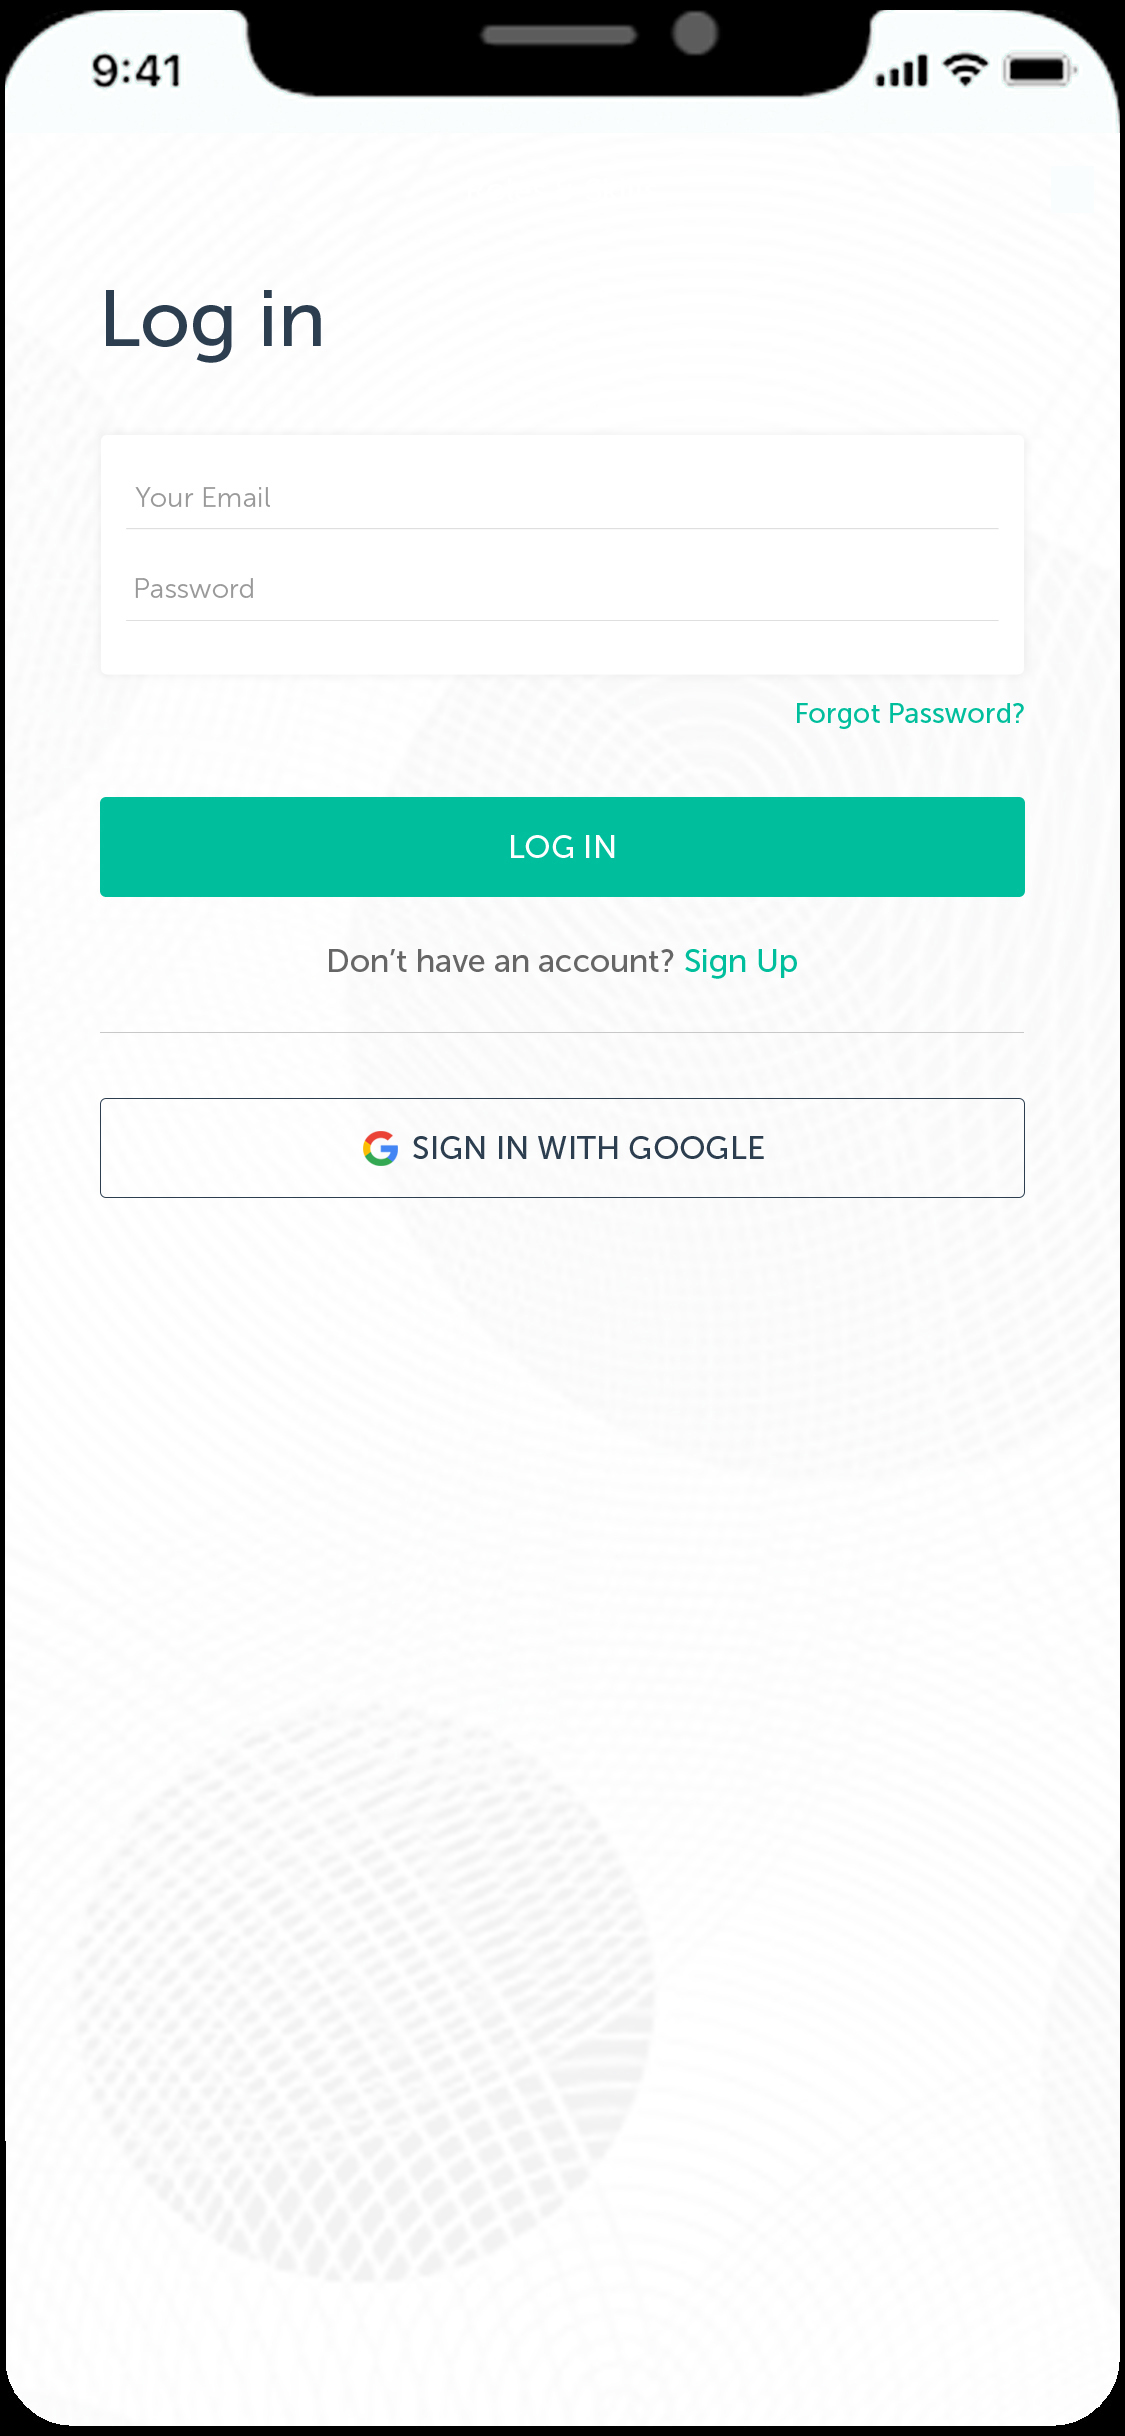 9:41
Log in
Your Email
Password
Forgot Password?
LOG IN
Don’t have an account? Sign Up
SIGN IN WITH GOOGLE